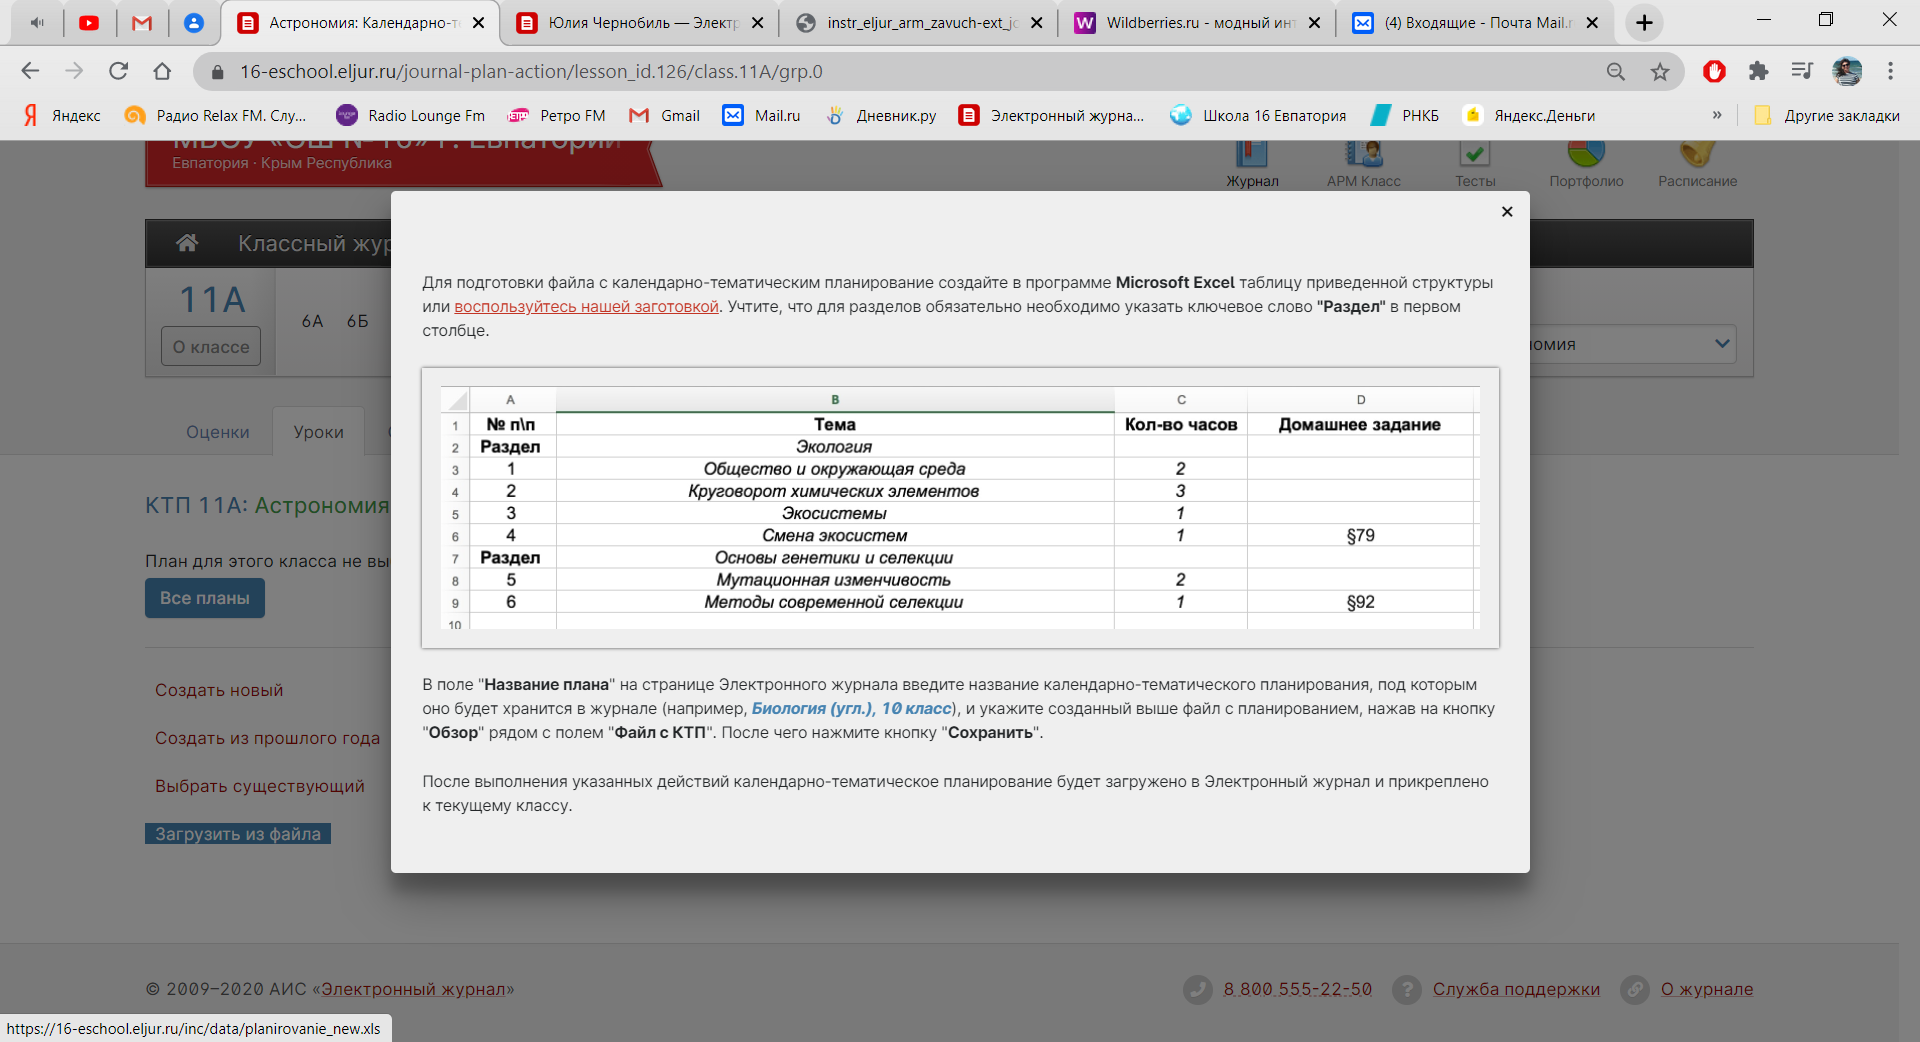 Астрономия: Календарно-т
Юлия Чернобиль — Электр
instr_eljur_arm_zavuch-ext_jo
Wildberries.ru - модный инт
(4) Входящие - Почта Mail.r
16-eschool.eljur.ru/journal-plan-action/lesson_id.126/class.11A/grp.0
Яндекс
Радио Relax FM. Слу...
Radio Lounge Fm
Ретро FM
Gmail
Mail.ru
Дневник.ру
Электронный журна...
Школа 16 Евпатория
РНКБ
Яндекс.Деньги
»
Другие закладки
МБОУ «СШ № 16» г. Евпатории
Евпатория · Крым Республика
Журнал
АРМ Класс
Тесты
Портфолио
Расписание
Классный жур
11А
6А 6Б
О классе
омия
Оценки
Уроки
КТП 11А: Астрономия
План для этого класса не вы
Все планы
Создать новый
Создать из прошлого года
Выбрать существующий
Загрузить из файла
Для подготовки файла с календарно-тематическим планирование создайте в программе Microsoft Excel таблицу приведенной структуры
или воспользуйтесь нашей заготовкой. Учтите, что для разделов обязательно необходимо указать ключевое слово "Раздел" в первом
столбце.
A B C D
1 № п\п Тема Кол-во часов Домашнее задание
2 Раздел Экология
3 1 Общество и окружающая среда 2
4 2 Круговорот химических элементов 3
5 3 Экосистемы 1
6 4 Смена экосистем 1 §79
7 Раздел Основы генетики и селекции
8 5 Мутационная изменчивость 2
9 6 Методы современной селекции 1 §92
10
В поле "Название плана" на странице Электронного журнала введите название календарно-тематического планирования, под которым
оно будет хранится в журнале (например, Биология (угл.), 10 класс), и укажите созданный выше файл с планированием, нажав на кнопку
"Обзор" рядом с полем "Файл с КТП". После чего нажмите кнопку "Сохранить".
После выполнения указанных действий календарно-тематическое планирование будет загружено в Электронный журнал и прикреплено
к текущему классу.
© 2009–2020 АИС «Электронный журнал»
8 800 555-22-50
Служба поддержки
О журнале
https://16-eschool.eljur.ru/inc/data/planirovanie_new.xls